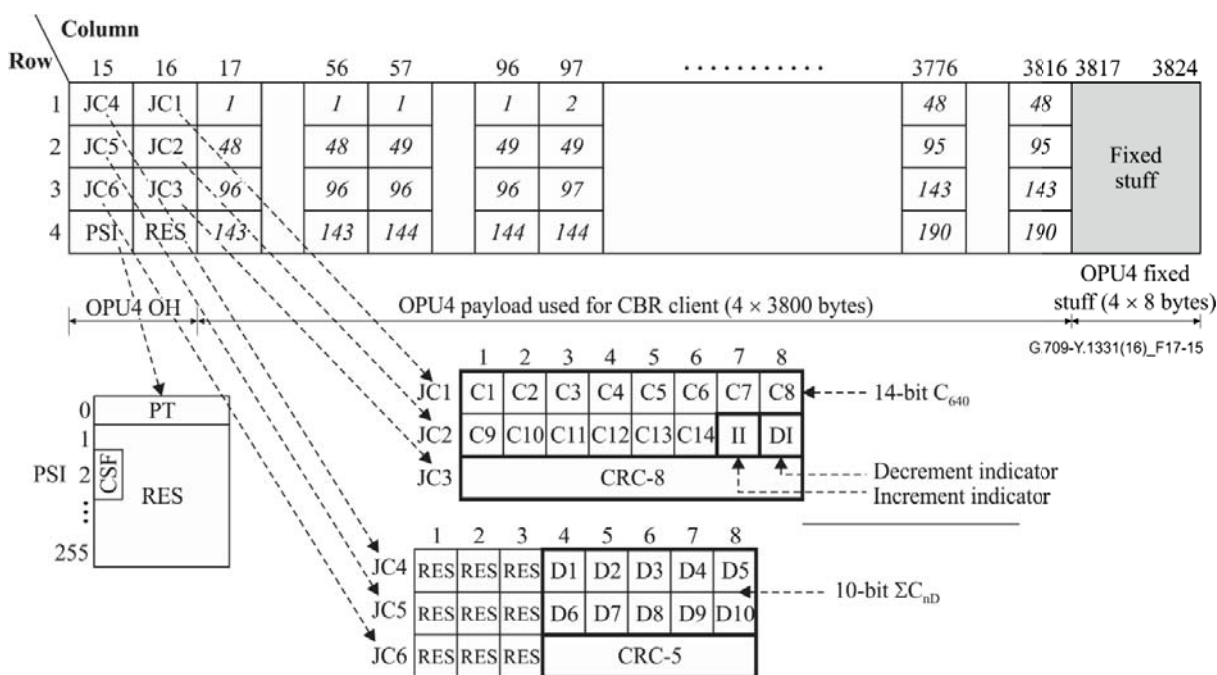 Column
Row 15 16 17 56 57 96 97 ........... 3776 3816 3817 3824
1 JC4 JC1 1 1 1 1 2 48 48
2 JC5 JC2 48 48 49 49 49 95 95
3 JC6 JC3 96 96 96 96 97 143 143
4 PSI RES 143 143 144 144 144 190 190
Fixed
stuff
OPU4 OH
OPU4 payload used for CBR client (4 × 3800 bytes)
OPU4 fixed
stuff (4 × 8 bytes)
G.709-Y.1331(16)_F17-15
1 2 3 4 5 6 7 8
JC1 C1 C2 C3 C4 C5 C6 C7 C8 14-bit C640
JC2 C9 C10 C11 C12 C13 C14 II DI
JC3 CRC-8
Decrement indicator
Increment indicator
0 PT
1
PSI 2 CSF RES
...
255
1 2 3 4 5 6 7 8
JC4 RES RES RES D1 D2 D3 D4 D5
10-bit ΣCnD
JC5 RES RES RES D6 D7 D8 D9 D10
JC6 RES RES RES CRC-5